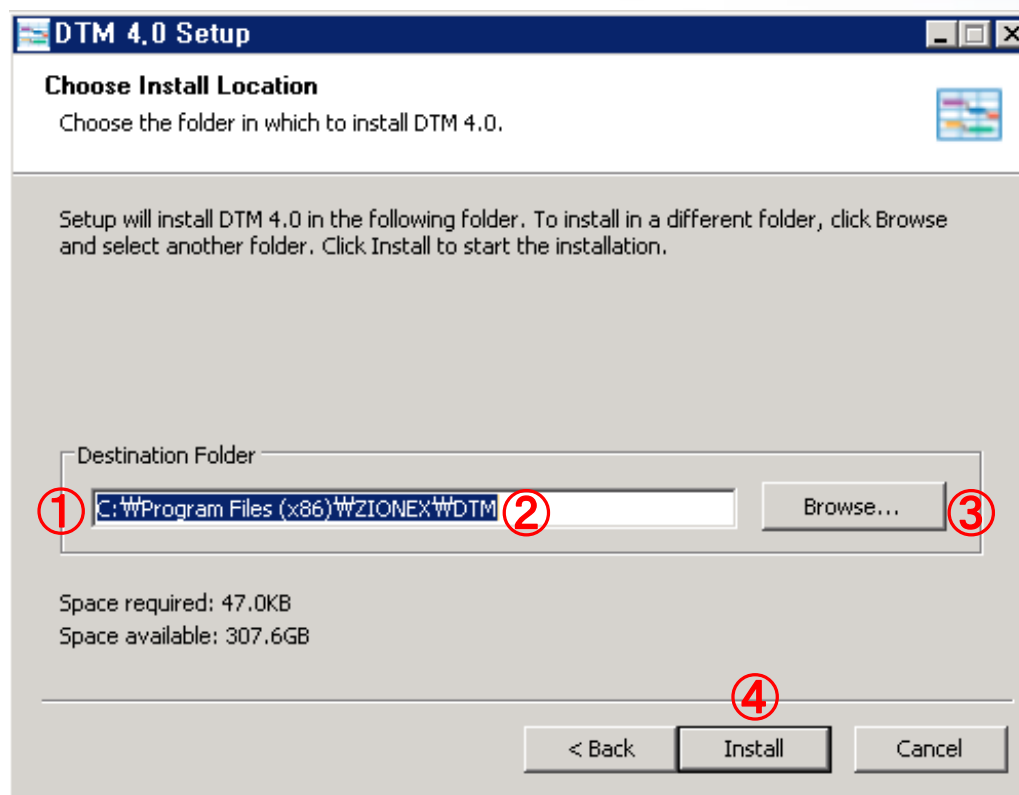 DTM 4.0 Setup
Choose Install Location
Choose the folder in which to install DTM 4.0.
Setup will install DTM 4.0 in the following folder. To install in a different folder, click Browse
and select another folder. Click Install to start the installation.
Destination Folder
① C:₩Program Files (x86)₩ZIONEX₩DTM ② Browse... ③
Space required: 47.0KB
Space available: 307.6GB
④
< Back Install Cancel